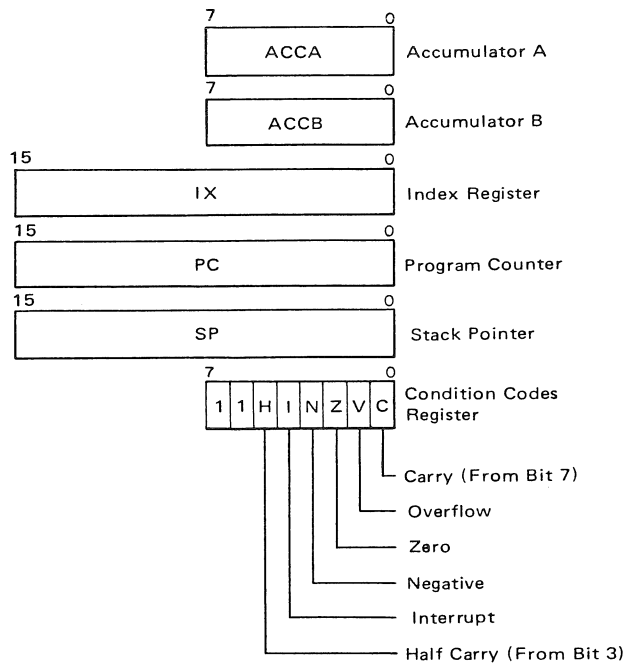 7 0
ACCA Accumulator A
7 0
ACCB Accumulator B
15 0
IX Index Register
15 0
PC Program Counter
15 0
SP Stack Pointer
7 0
1 1 H I N Z V C Condition Codes
Register
Carry (From Bit 7)
Overflow
Zero
Negative
Interrupt
Half Carry (From Bit 3)